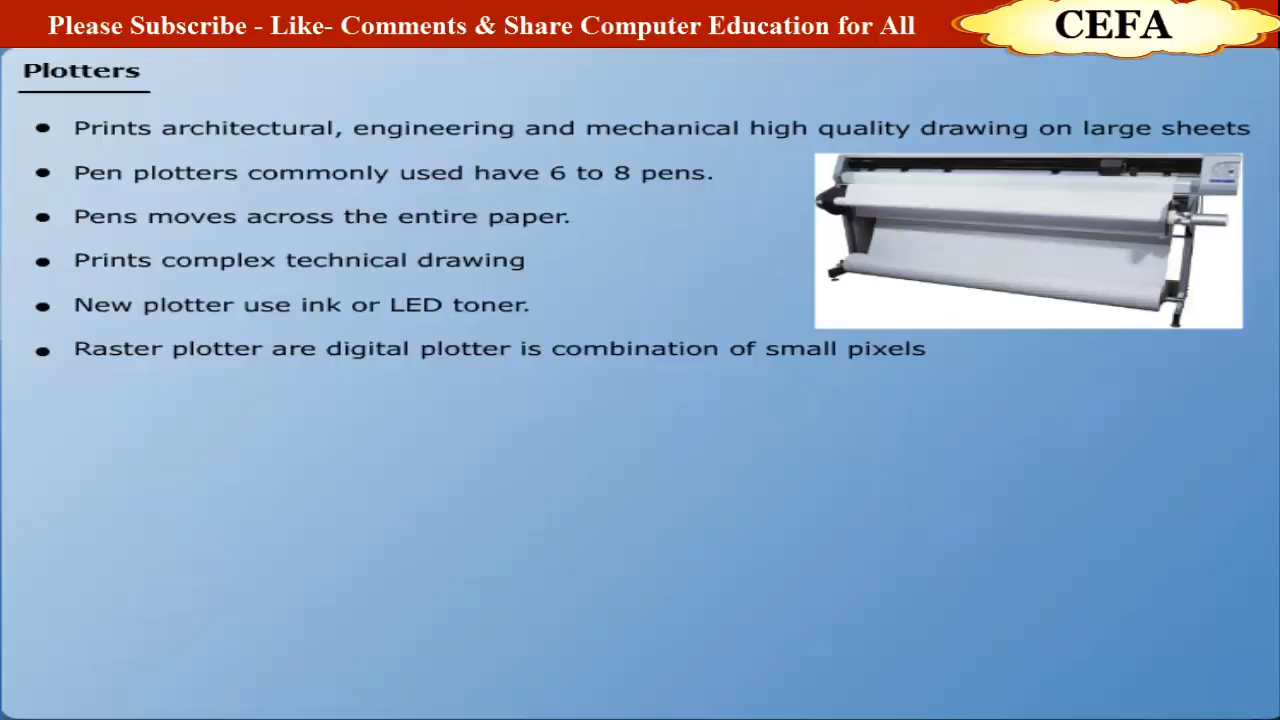 Please Subscribe - Like- Comments & Share Computer Education for All
CEFA
Plotters
Prints architectural, engineering and mechanical high quality drawing on large sheets
Pen plotters commonly used have 6 to 8 pens.
Pens moves across the entire paper.
Prints complex technical drawing
New plotter use ink or LED toner.
Raster plotter are digital plotter is combination of small pixels